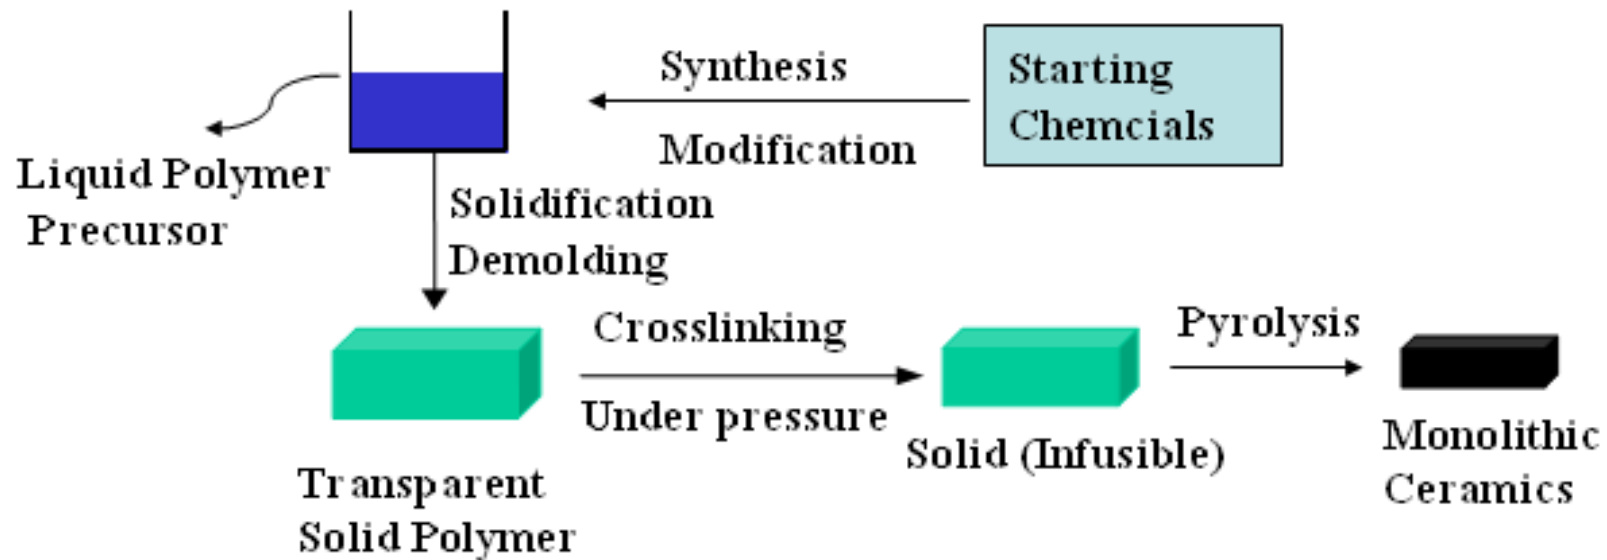 Starting
Chemcials
Synthesis
Modification
Liquid Polymer
Precursor
Solidification
Demolding
Transparent
Solid Polymer
Crosslinking
Under pressure
Solid (Infusible)
Pyrolysis
Monolithic
Ceramics